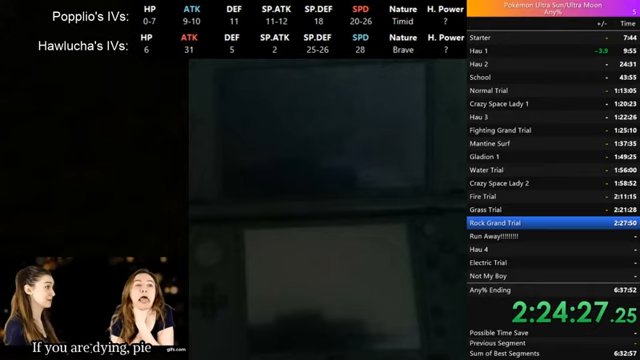 Popplio's IVs:
HP ATK DEF SP.ATK SP.DEF SPD Nature H. Power
0-7 9-10 11 11-12 18 20-26 Timid ?
Hawlucha's IVs:
HP ATK DEF SP.ATK SP.DEF SPD Nature H. Power
6 31 5 2 25-26 28 Brave ?
Pokémon Ultra Sun/Ultra Moon
Any% 5
+/- Time
Starter - 7:44
Hau 1 -3.9 9:55
Hau 2 - 24:31
School - 43:55
Normal Trial - 1:13:05
Crazy Space Lady 1 - 1:20:23
Hau 3 - 1:22:26
Fighting Grand Trial - 1:25:10
Mantine Surf - 1:37:35
Gladion 1 - 1:49:25
Water Trial - 1:56:00
Crazy Space Lady 2 - 1:58:52
Fire Trial - 2:11:15
Grass Trial - 2:21:28
Rock Grand Trial 2:27:50
Run Away!!!!!!!!! -
Hau 4 -
Electric Trial -
Not My Boy -
Any% Ending 6:37:52
2:24:27.25
Possible Time Save -
Previous Segment -
Sum of Best Segments 6:32:57
If you are dying, pie
gifs.com